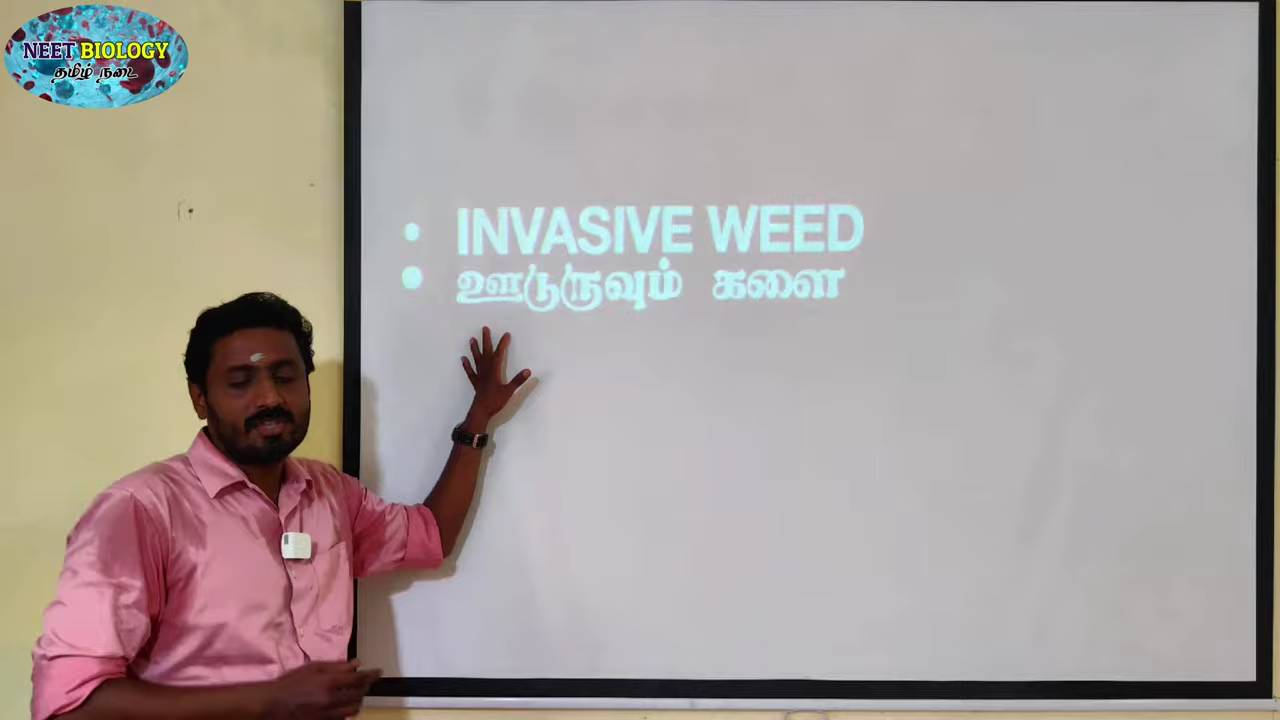 NEET BIOLOGY
தமிழ் நடை
• INVASIVE WEED
• ஊடுருவும் களை